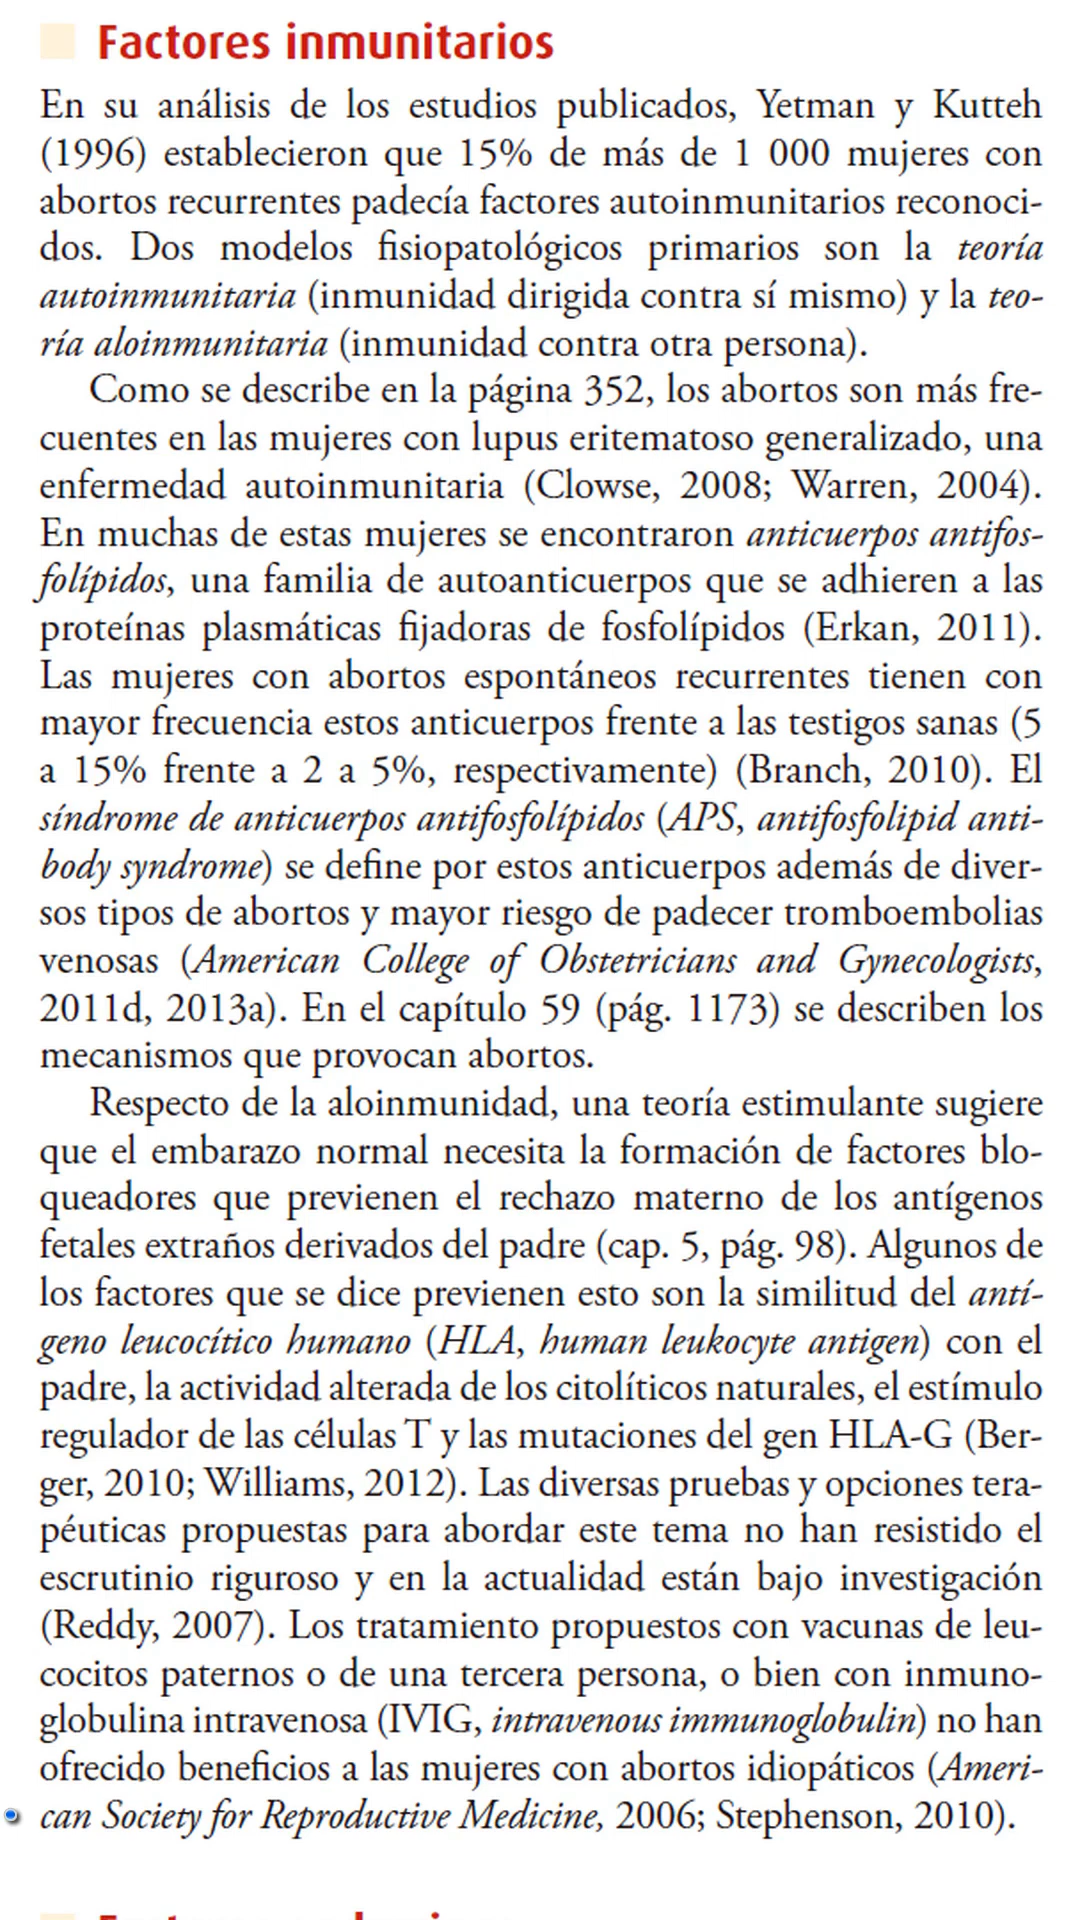 Factores inmunitarios
En su análisis de los estudios publicados, Yetman y Kutteh
(1996) establecieron que 15% de más de 1 000 mujeres con
abortos recurrentes padecía factores autoinmunitarios reconoci-
dos. Dos modelos fisiopatológicos primarios son la teoría
autoinmunitaria (inmunidad dirigida contra sí mismo) y la teo-
ría aloinmunitaria (inmunidad contra otra persona).
Como se describe en la página 352, los abortos son más fre-
cuentes en las mujeres con lupus eritematoso generalizado, una
enfermedad autoinmunitaria (Clowse, 2008; Warren, 2004).
En muchas de estas mujeres se encontraron anticuerpos antifos-
folípidos, una familia de autoanticuerpos que se adhieren a las
proteínas plasmáticas fijadoras de fosfolípidos (Erkan, 2011).
Las mujeres con abortos espontáneos recurrentes tienen con
mayor frecuencia estos anticuerpos frente a las testigos sanas (5
a 15% frente a 2 a 5%, respectivamente) (Branch, 2010). El
síndrome de anticuerpos antifosfolípidos (APS, antifosfolipid anti-
body syndrome) se define por estos anticuerpos además de diver-
sos tipos de abortos y mayor riesgo de padecer tromboembolias
venosas (American College of Obstetricians and Gynecologists,
2011d, 2013a). En el capítulo 59 (pág. 1173) se describen los
mecanismos que provocan abortos.
Respecto de la aloinmunidad, una teoría estimulante sugiere
que el embarazo normal necesita la formación de factores blo-
queadores que previenen el rechazo materno de los antígenos
fetales extraños derivados del padre (cap. 5, pág. 98). Algunos de
los factores que se dice previenen esto son la similitud del antí-
geno leucocítico humano (HLA, human leukocyte antigen) con el
padre, la actividad alterada de los citolíticos naturales, el estímulo
regulador de las células T y las mutaciones del gen HLA-G (Ber-
ger, 2010; Williams, 2012). Las diversas pruebas y opciones tera-
péuticas propuestas para abordar este tema no han resistido el
escrutinio riguroso y en la actualidad están bajo investigación
(Reddy, 2007). Los tratamiento propuestos con vacunas de leu-
cocitos paternos o de una tercera persona, o bien con inmuno-
globulina intravenosa (IVIG, intravenous immunoglobulin) no han
ofrecido beneficios a las mujeres con abortos idiopáticos (Ameri-
can Society for Reproductive Medicine, 2006; Stephenson, 2010).